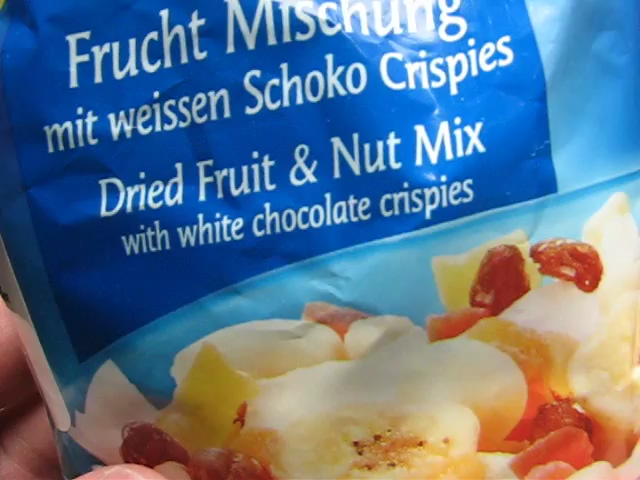 Frucht Mischung
mit weissen Schoko Crispies
Dried Fruit & Nut Mix
with white chocolate crispies